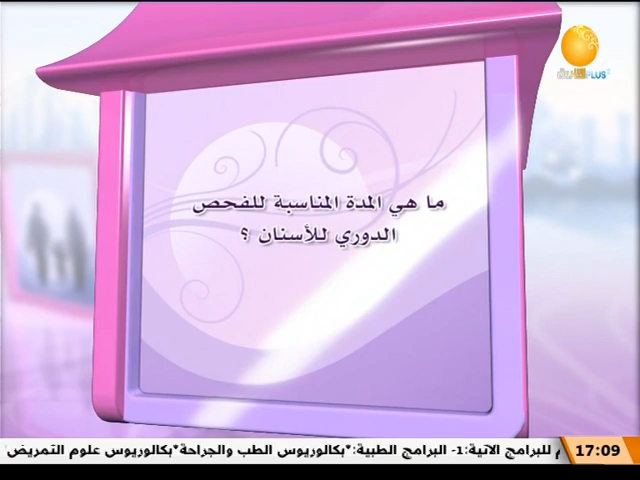 PLUS
ما هي المدة المناسبة للفحص
الدوري للأسنان ؟
للبرامج الاتية:1- البرامج الطبية:*بكالوريوس الطب والجراحة*بكالوريوس علوم التمريض*
17:09